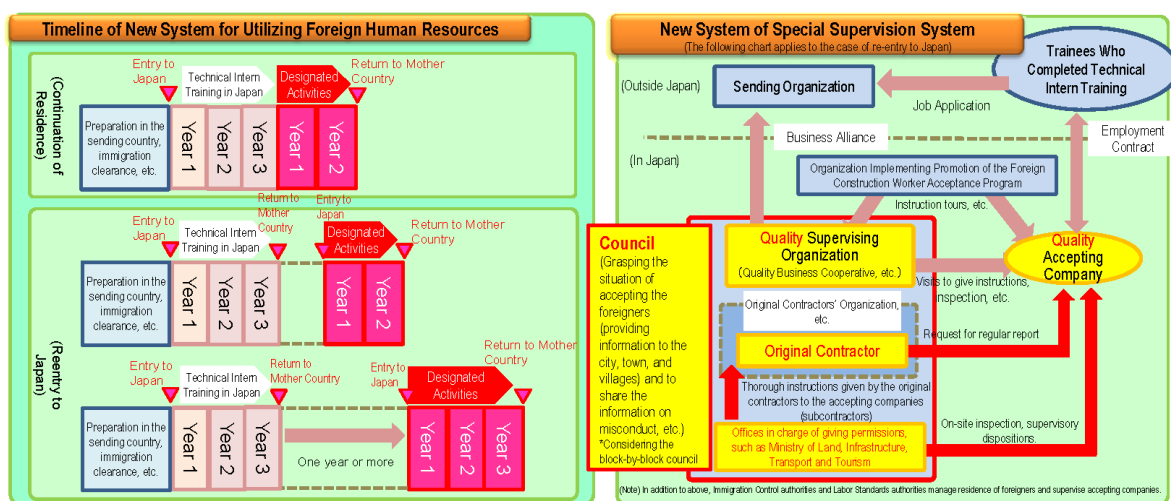 Timeline of New System for Utilizing Foreign Human Resources
(Continuation of
Residence)
Entry to
Japan
Technical Intern
Training in Japan
Designated
Activities
Return to Mother
Country
Preparation in the
sending country,
immigration
clearance, etc.
Year 1
Year 2
Year 3
Year 1
Year 2
(Reentry to
Japan)
Entry to
Japan
Technical Intern
Training in Japan
Return to
Mother
Country
Entry to
Japan
Designated
Activities
Return to Mother
Country
Preparation in the
sending country,
immigration
clearance, etc.
Year 1
Year 2
Year 3
Year 1
Year 2
Entry to
Japan
Technical Intern
Training in Japan
Return to
Mother Country
Entry to
Japan
Designated
Activities
Return to Mother
Country
Preparation in the
sending country,
immigration
clearance, etc.
Year 1
Year 2
Year 3
One year or more
Year 1
Year 2
Year 3
New System of Special Supervision System
(The following chart applies to the case of re-entry to Japan)
Trainees Who
Completed Technical
Intern Training
(Outside Japan)
Sending Organization
Job Application
Business Alliance
Employment
Contract
(In Japan)
Organization Implementing Promotion of the Foreign
Construction Worker Acceptance Program
Instruction tours, etc.
Council
(Grasping the
situation of
accepting the
foreigners
(providing
information to the
city, town, and
villages) and to
share the
information on
misconduct, etc.)
*Considering the
block-by-block council
Quality Supervising
Organization
(Quality Business Cooperative, etc.)
Quality
Accepting
Company
Visits to give instructions,
inspection, etc.
Original Contractors' Organization,
etc.
Original Contractor
Request for regular report
Thorough instructions given by the original
contractors to the accepting companies
(subcontractors)
Offices in charge of giving permissions,
such as Ministry of Land, Infrastructure,
Transport and Tourism
On-site inspection, supervisory
dispositions.
(Note) In addition to above, Immigration Control authorities and Labor Standards authorities manage residence of foreigners and supervise accepting companies.